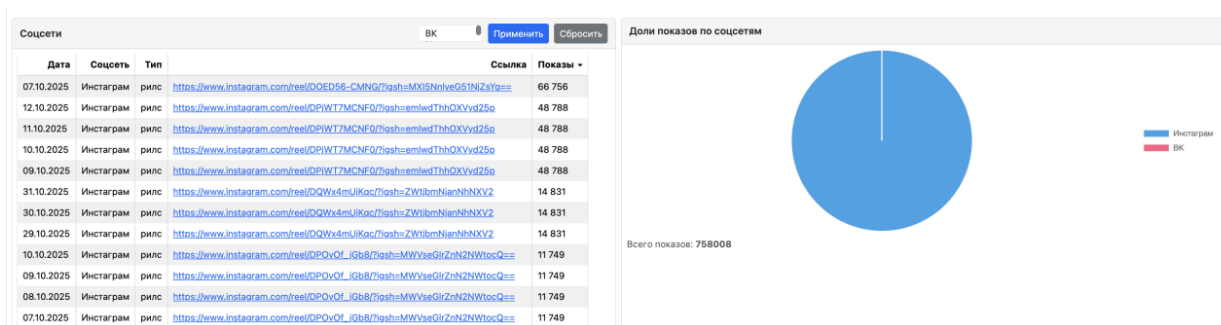 Соцсети
ВК
Применить
Сбросить
Дата Соцсеть Тип Ссылка Показы
07.10.2025 Инстаграм рилс https://www.instagram.com/reel/DOED56-CMNG/?igsh=MXI5NnlveG51NjZsYg== 66 756
12.10.2025 Инстаграм рилс https://www.instagram.com/reel/DPjWT7MCNF0/?igsh=emlwdThhOXVyd25p 48 788
11.10.2025 Инстаграм рилс https://www.instagram.com/reel/DPjWT7MCNF0/?igsh=emlwdThhOXVyd25p 48 788
10.10.2025 Инстаграм рилс https://www.instagram.com/reel/DPjWT7MCNF0/?igsh=emlwdThhOXVyd25p 48 788
09.10.2025 Инстаграм рилс https://www.instagram.com/reel/DPjWT7MCNF0/?igsh=emlwdThhOXVyd25p 48 788
31.10.2025 Инстаграм рилс https://www.instagram.com/reel/DQWx4mUjKqc/?igsh=ZWtjbmNjanNhNXV2 14 831
30.10.2025 Инстаграм рилс https://www.instagram.com/reel/DQWx4mUjKqc/?igsh=ZWtjbmNjanNhNXV2 14 831
29.10.2025 Инстаграм рилс https://www.instagram.com/reel/DQWx4mUjKqc/?igsh=ZWtjbmNjanNhNXV2 14 831
10.10.2025 Инстаграм рилс https://www.instagram.com/reel/DPOvOf_jGb8/?igsh=MWVseGlrZnN2NWtocQ== 11 749
09.10.2025 Инстаграм рилс https://www.instagram.com/reel/DPOvOf_jGb8/?igsh=MWVseGlrZnN2NWtocQ== 11 749
08.10.2025 Инстаграм рилс https://www.instagram.com/reel/DPOvOf_jGb8/?igsh=MWVseGlrZnN2NWtocQ== 11 749
07.10.2025 Инстаграм рилс https://www.instagram.com/reel/DPOvOf_jGb8/?igsh=MWVseGlrZnN2NWtocQ== 11 749
Доли показов по соцсетям
Инстаграм
ВК
Всего показов: 758008